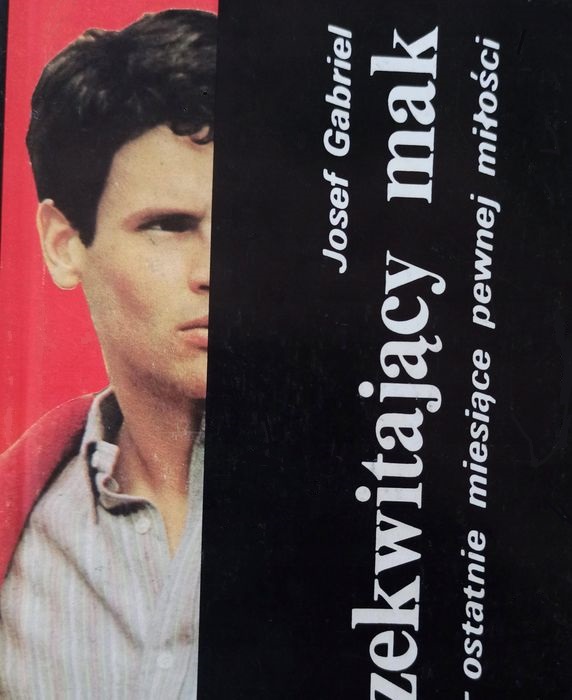 Josef Gabriel
zekwitający mak
- ostatnie miesiące pewnej miłości